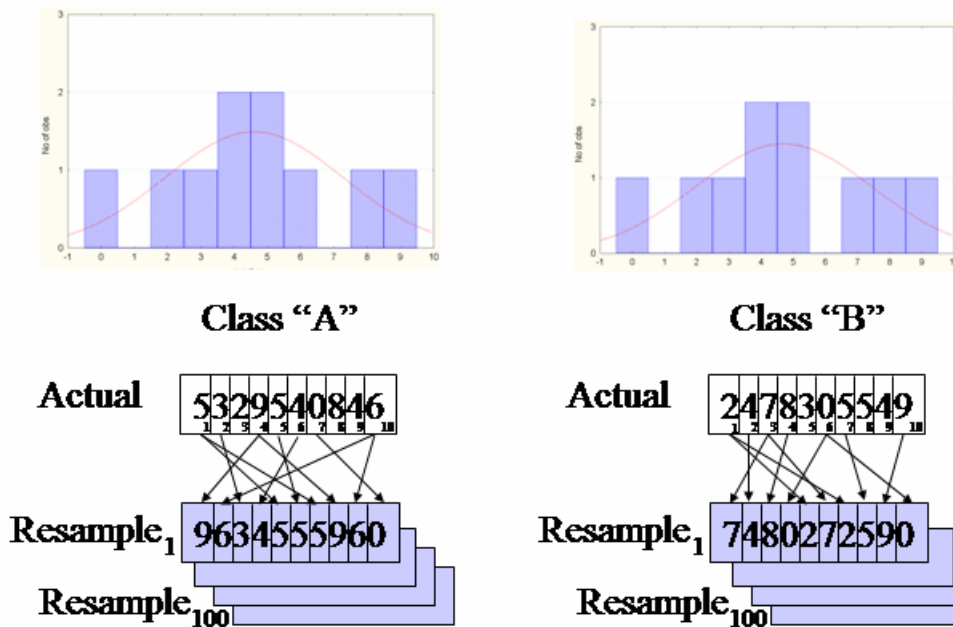 3
2
1
0
No of obs
-1 0 1 2 3 4 5 6 7 8 9 10
3
2
1
0
No of obs
-1 0 1 2 3 4 5 6 7 8 9 1
Class “A”
Class “B”
Actual
5329540846
1 2 3 4 5 6 7 8 9 10
Actual
2478305549
1 2 3 4 5 6 7 8 9 10
Resample1
9634555960
Resample1
7480272590
Resample100
Resample100